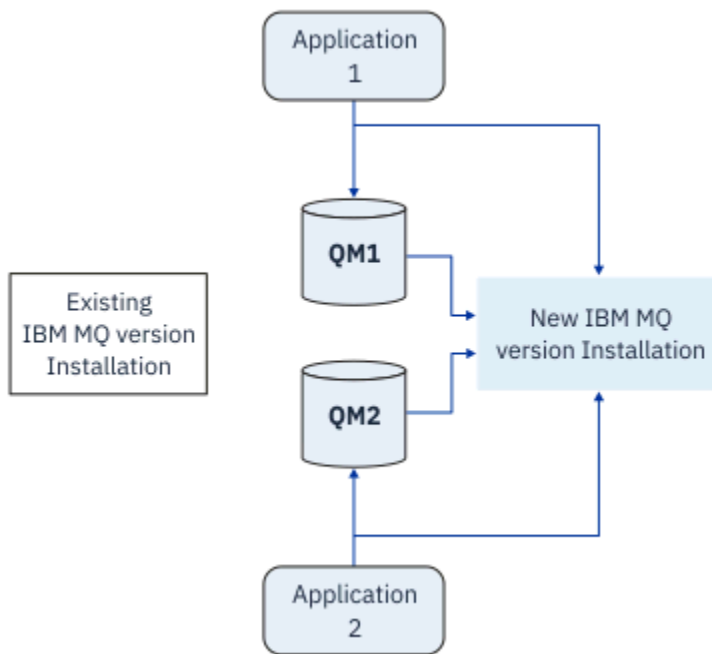 Application
1
QM1
Existing
IBM MQ version
Installation
New IBM MQ
version Installation
QM2
Application
2